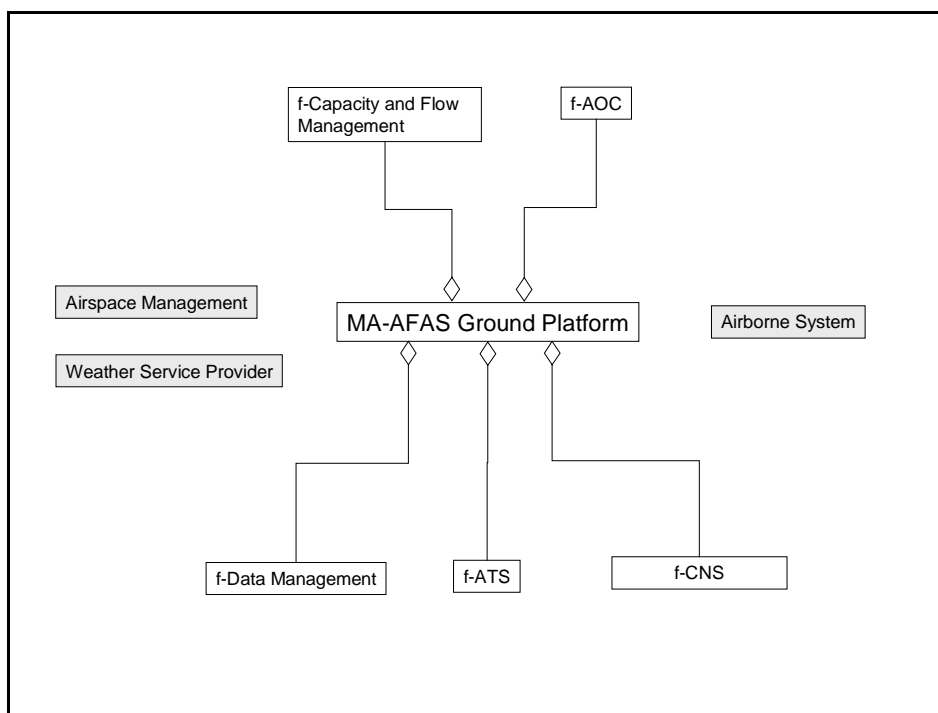 f-Capacity and Flow
Management
f-AOC
Airspace Management
MA-AFAS Ground Platform
Airborne System
Weather Service Provider
f-Data Management
f-ATS
f-CNS